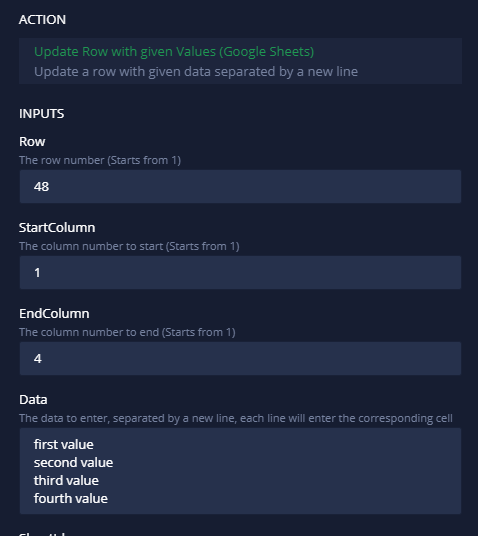 ACTION
Update Row with given Values (Google Sheets)
Update a row with given data separated by a new line
INPUTS
Row
The row number (Starts from 1)
48
StartColumn
The column number to start (Starts from 1)
1
EndColumn
The column number to end (Starts from 1)
4
Data
The data to enter, separated by a new line, each line will enter the corresponding cell
first value
second value
third value
fourth value